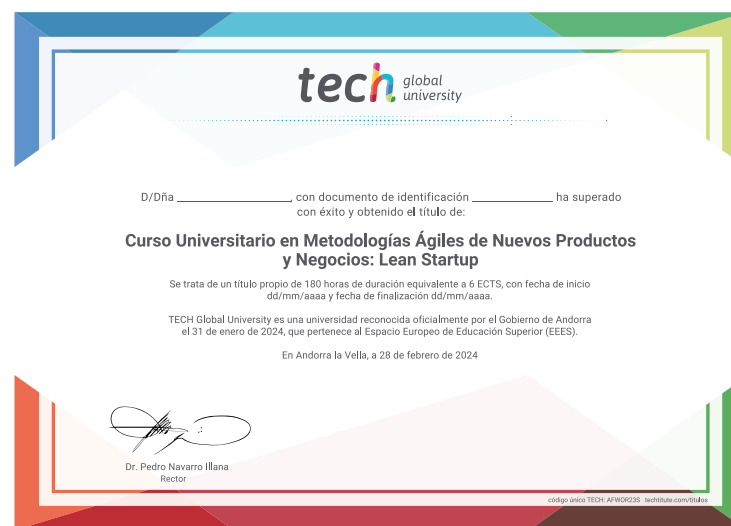 tech global
university
D/Dña ______________, con documento de identificación __________ ha superado
con éxito y obtenido el título de:
Curso Universitario en Metodologías Ágiles de Nuevos Productos
y Negocios: Lean Startup
Se trata de un título propio de 180 horas de duración equivalente a 6 ECTS, con fecha de inicio
dd/mm/aaaa y fecha de finalización dd/mm/aaaa.
TECH Global University es una universidad reconocida oficialmente por el Gobierno de Andorra
el 31 de enero de 2024, que pertenece al Espacio Europeo de Educación Superior (EEES).
En Andorra la Vella, a 28 de febrero de 2024
Dr. Pedro Navarro Illana
Rector
código único TECH: AFWOR23S techtitute.com/titulos